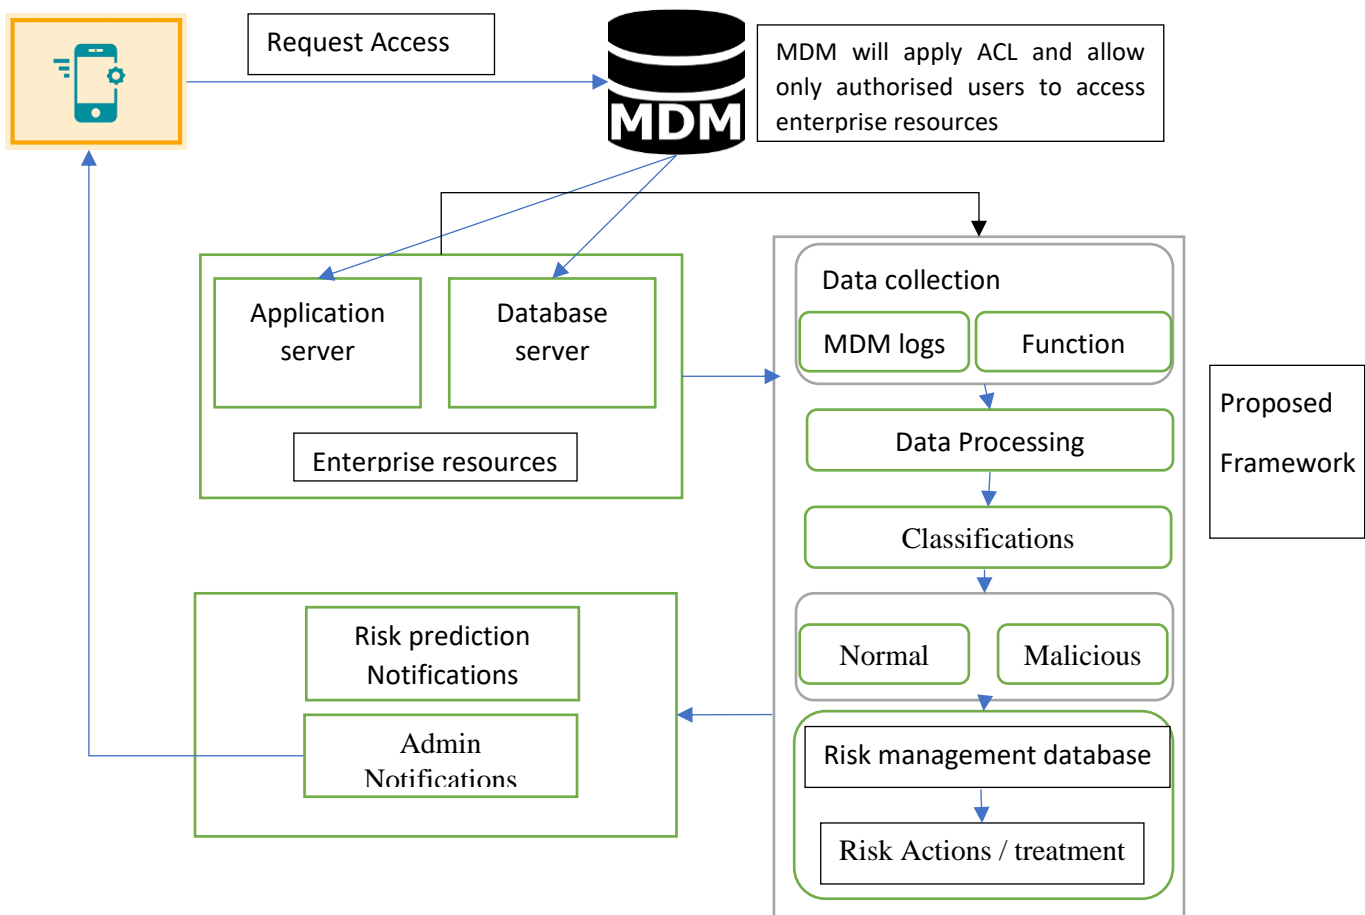 Request Access
MDM
MDM will apply ACL and allow
only authorised users to access
enterprise resources
Application
server
Database
server
Enterprise resources
Data collection
MDM logs
Function
Data Processing
Classifications
Normal
Malicious
Risk management database
Risk Actions / treatment
Proposed
Framework
Risk prediction
Notifications
Admin
Notifications